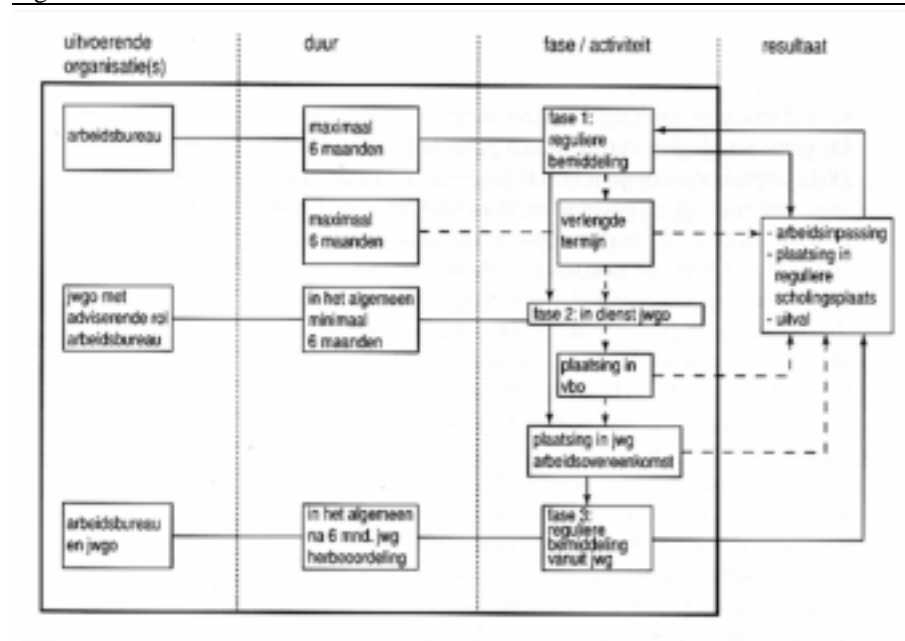 uitvoerende
organisatie(s)
duur
fase / activiteit
resultaat
arbeidsbureau
maximaal
6 maanden
fase 1:
reguliere
bemiddeling
maximaal
6 maanden
verlengde
termijn
- arbeidsinpassing
- plaatsing in
reguliere
scholingsplaats
- uitval
jwgo met
adviserende rol
arbeidsbureau
in het algemeen
minimaal
6 maanden
fase 2: in dienst jwgo
plaatsing in
vbo
plaatsing in jwg
arbeidsovereenkomst
arbeidsbureau
en jwgo
in het algemeen
na 6 mnd. jwg
herbeoordeling
fase 3:
reguliere
bemiddeling
vanuit jwg